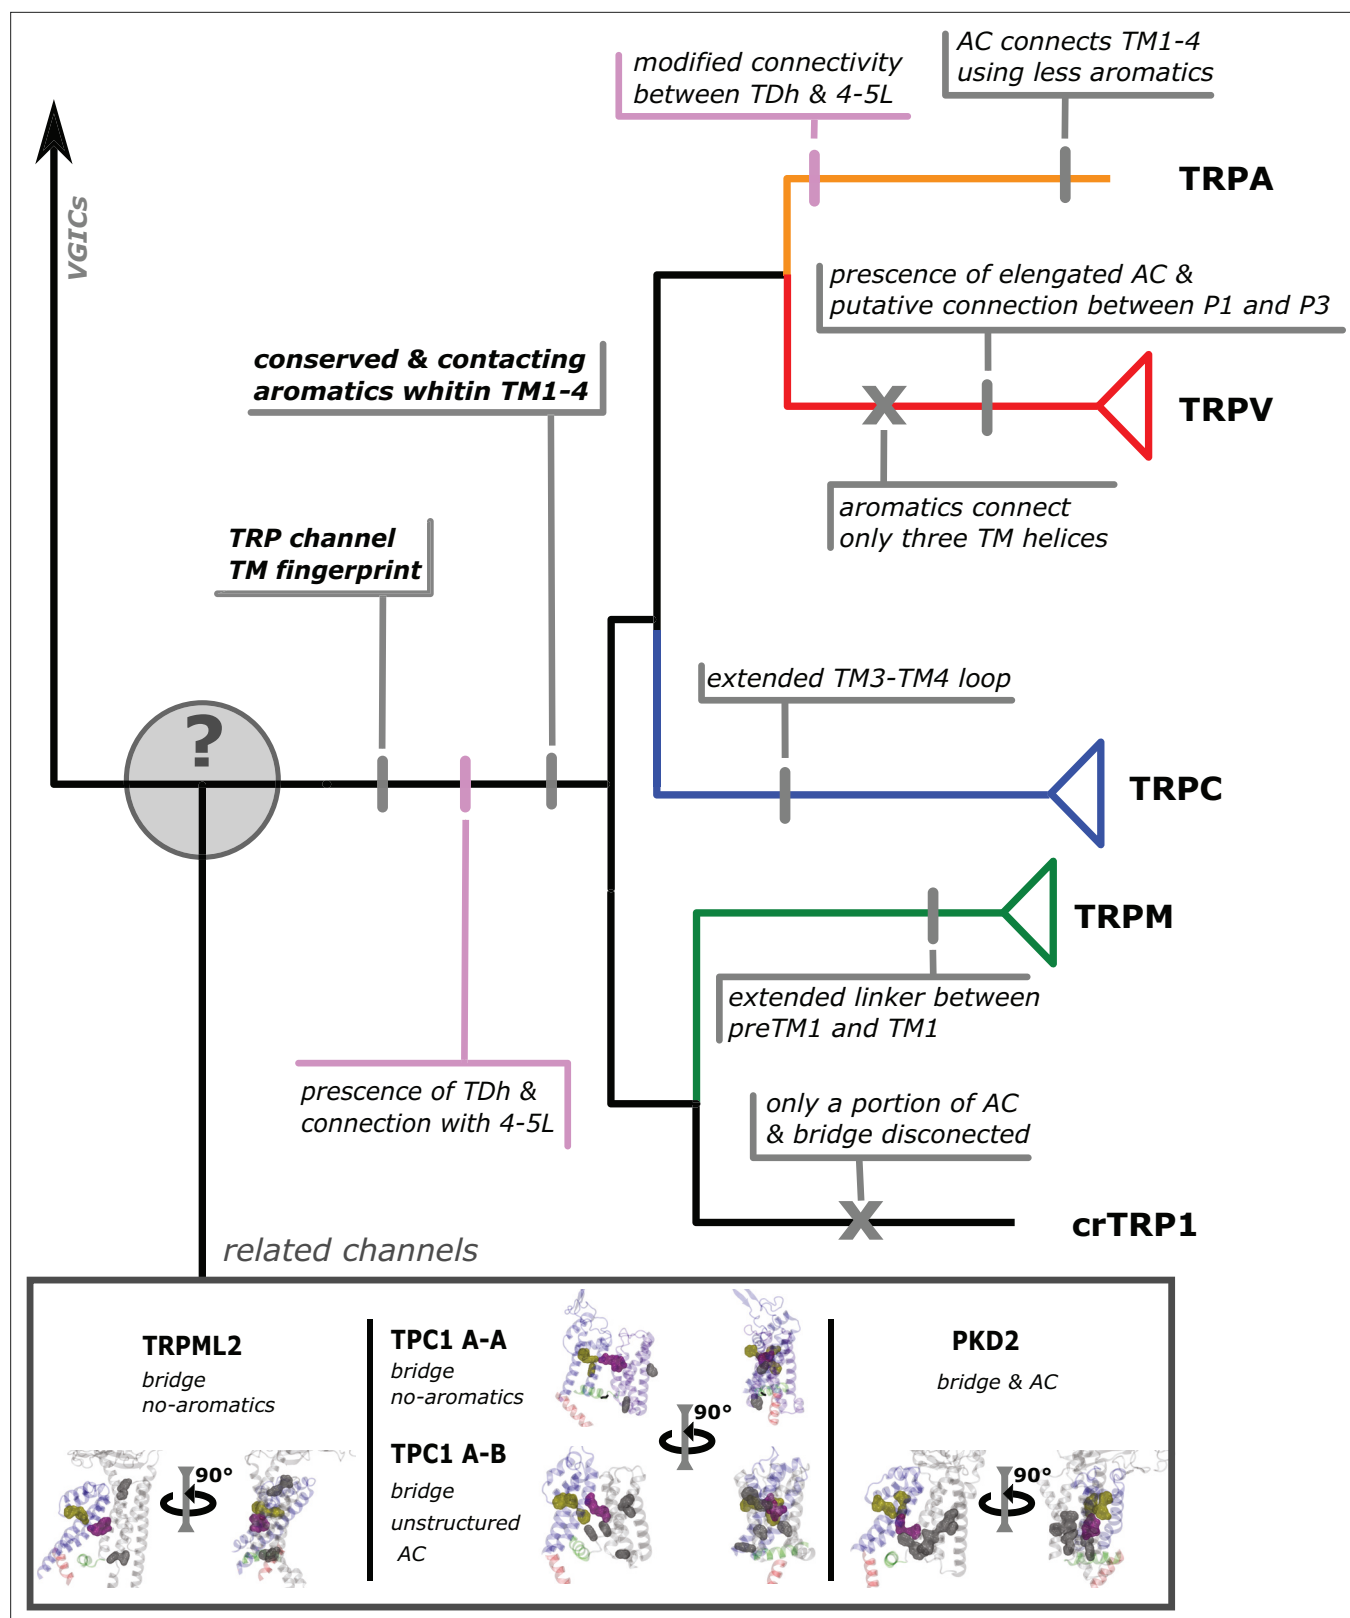 AC connects TM1-4
using less aromatics
modified connectivity
between TDh & 4-5L
TRPA
VGICs
prescence of elengated AC &
putative connection between P1 and P3
conserved & contacting
aromatics whitin TM1-4
TRPV
aromatics connect
only three TM helices
TRP channel
TM fingerprint
extended TM3-TM4 loop
?
TRPC
TRPM
extended linker between
preTM1 and TM1
prescence of TDh &
connection with 4-5L
only a portion of AC
& bridge disconected
crTRP1
related channels
TRPML2
bridge
no-aromatics
90°
TPC1 A-A
bridge
no-aromatics
90°
TPC1 A-B
bridge
unstructured
AC
PKD2
bridge & AC
90°